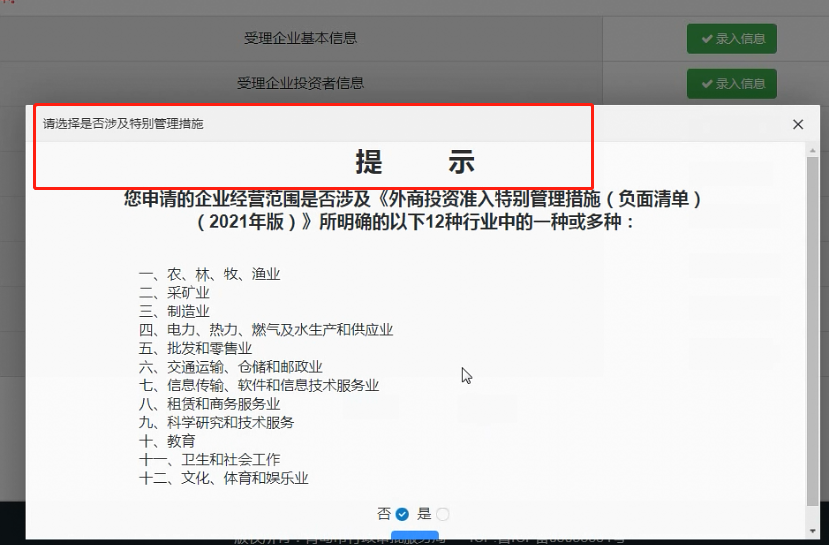 受理企业基本信息
录入信息
受理企业投资者信息
录入信息
请选择是否涉及特别管理措施
提 示
您申请的企业经营范围是否涉及《外商投资准入特别管理措施（负面清单）
（2021年版）》所明确的以下12种行业中的一种或多种：
一、农、林、牧、渔业
二、采矿业
三、制造业
四、电力、热力、燃气及水生产和供应业
五、批发和零售业
六、交通运输、仓储和邮政业
七、信息传输、软件和信息技术服务业
八、租赁和商务服务业
九、科学研究和技术服务
十、教育
十一、卫生和社会工作
十二、文化、体育和娱乐业
否 是